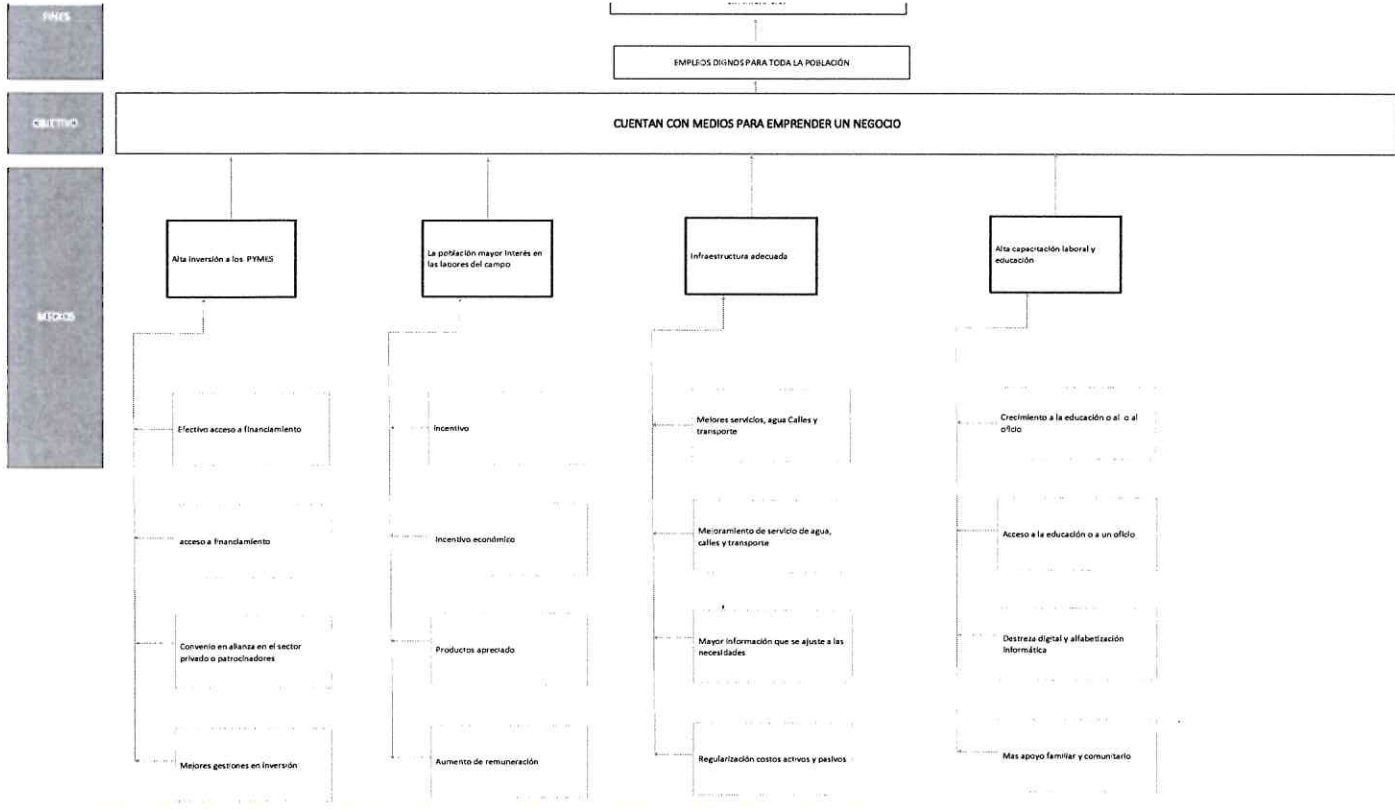 FINES
EMPLEOS DIGNOS PARA TODA LA POBLACIÓN
OBJETIVO
CUENTAN CON MEDIOS PARA EMPRENDER UN NEGOCIO
MEDIOS
Alta inversión a los PYMES
La población mayor interés en
las labores del campo
Infraestructura adecuada
Alta capacitación laboral y
educación
Efectivo acceso a financiamiento
Incentivo
Mejores servicios, agua Calles y
transporte
Crecimiento a la educación o al o al
oficio
acceso a financiamiento
Incentivo económico
Mejoramiento de servicio de agua,
calles y transporte
Acceso a la educación o a un oficio
Convenio en alianza en el sector
privado o patrocinadores
Productos apreciado
Mayor información que se ajuste a las
necesidades
Destreza digital y alfabetización
informática
Mejores gestiones en inversión
Aumento de remuneración
Regularización costos activos y pasivos
Mas apoyo familiar y comunitario